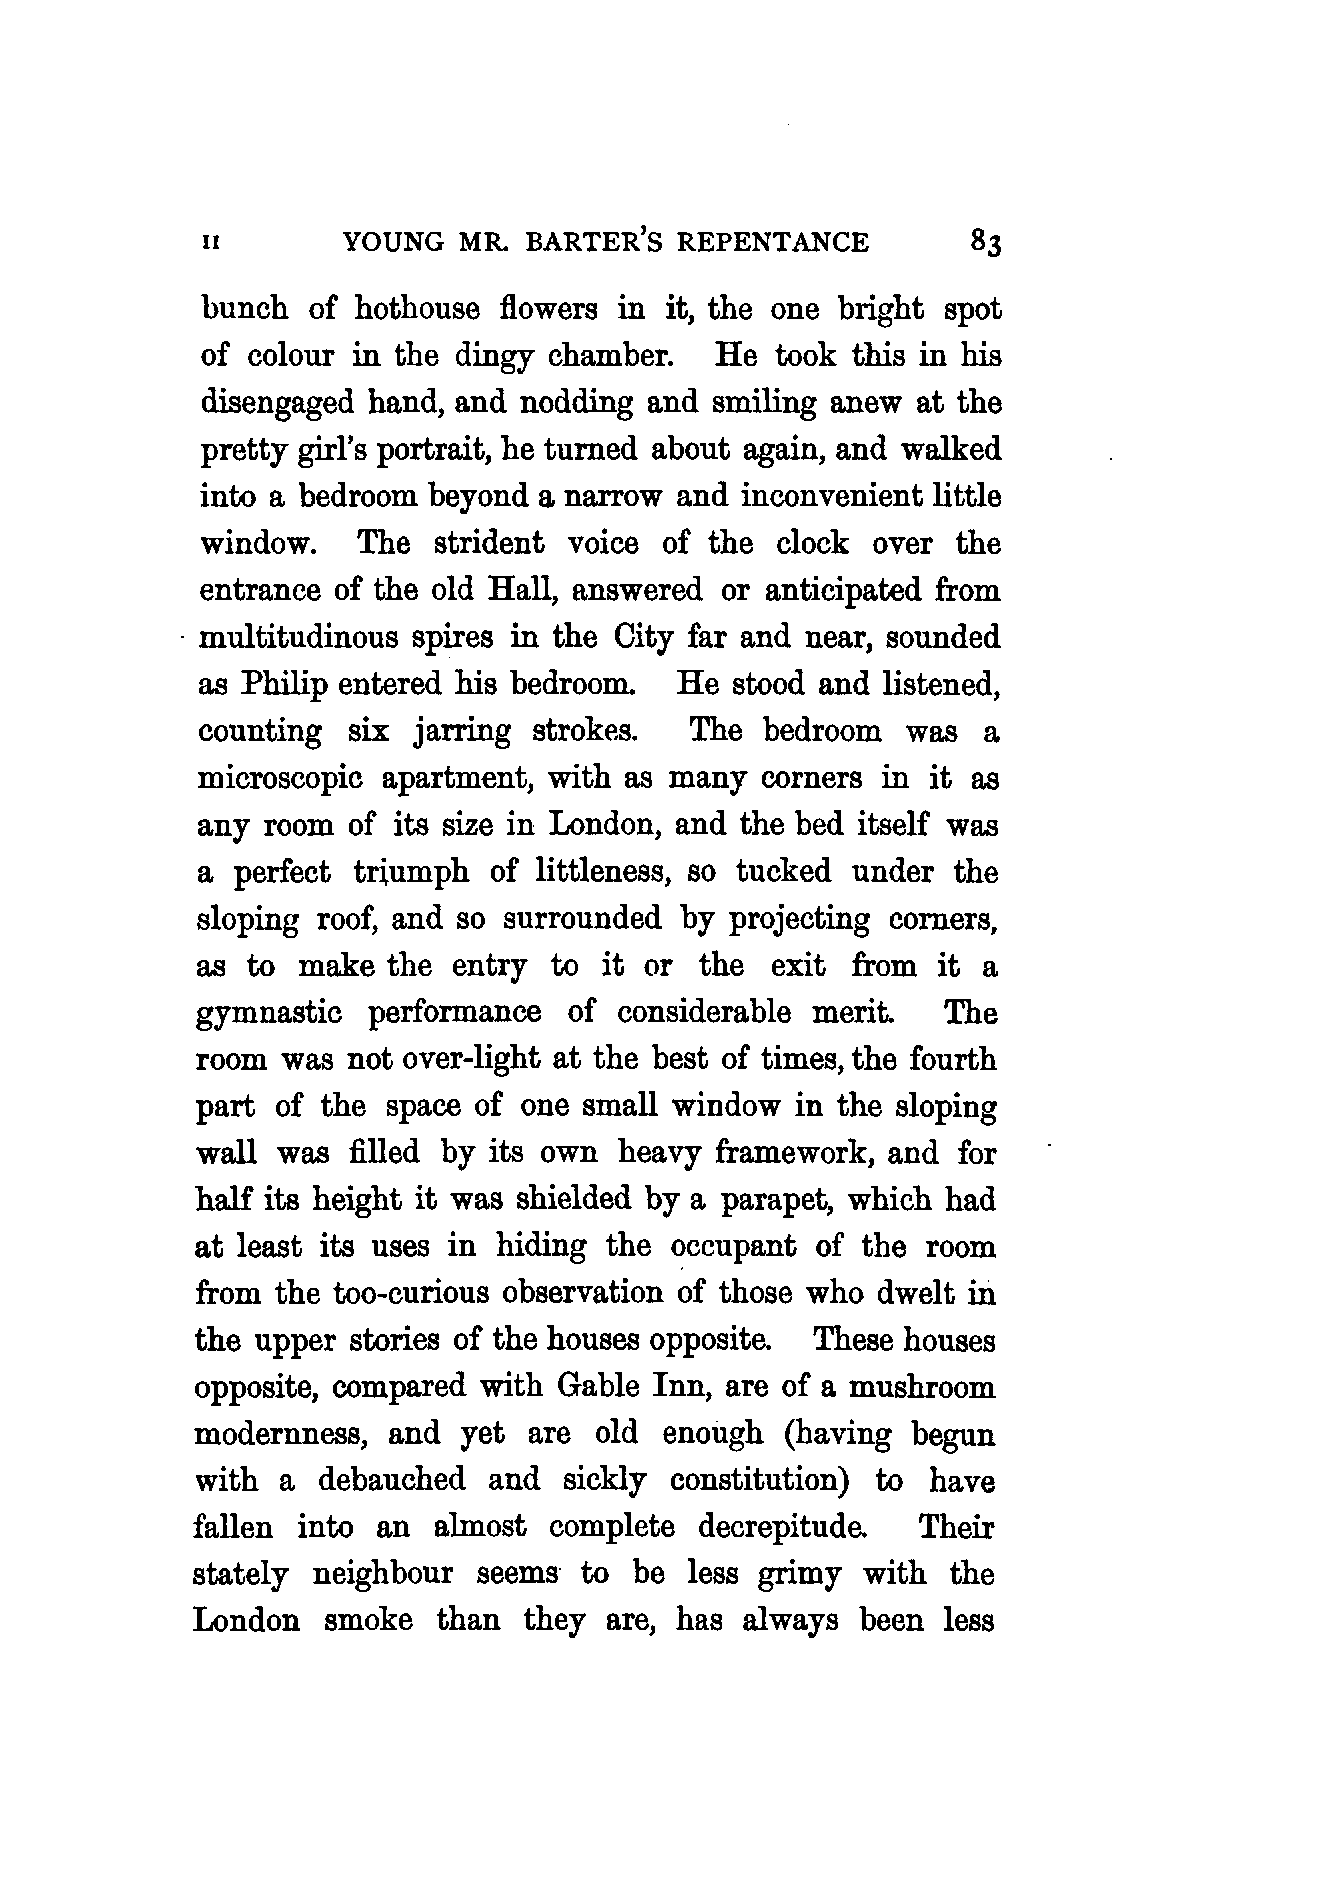 II YOUNG MR. BARTER'S REPENTANCE 83
bunch of hothouse flowers in it, the one bright spot
of colour in the dingy chamber. He took this in his
disengaged hand, and nodding and smiling anew at the
pretty girl's portrait, he turned about again, and walked
into a bedroom beyond a narrow and inconvenient little
window. The strident voice of the clock over the
entrance of the old Hall, answered or anticipated from
multitudinous spires in the City far and near, sounded
as Philip entered his bedroom. He stood and listened,
counting six jarring strokes. The bedroom was a
microscopic apartment, with as many corners in it as
any room of its size in London, and the bed itself was
a perfect triumph of littleness, so tucked under the
sloping roof, and so surrounded by projecting corners,
as to make the entry to it or the exit from it a
gymnastic performance of considerable merit. The
room was not over-light at the best of times, the fourth
part of the space of one small window in the sloping
wall was filled by its own heavy framework, and for
half its height it was shielded by a parapet, which had
at least its uses in hiding the occupant of the room
from the too-curious observation of those who dwelt in
the upper stories of the houses opposite. These houses
opposite, compared with Gable Inn, are of a mushroom
modernness, and yet are old enough (having begun
with a debauched and sickly constitution) to have
fallen into an almost complete decrepitude. Their
stately neighbour seems to be less grimy with the
London smoke than they are, has always been less